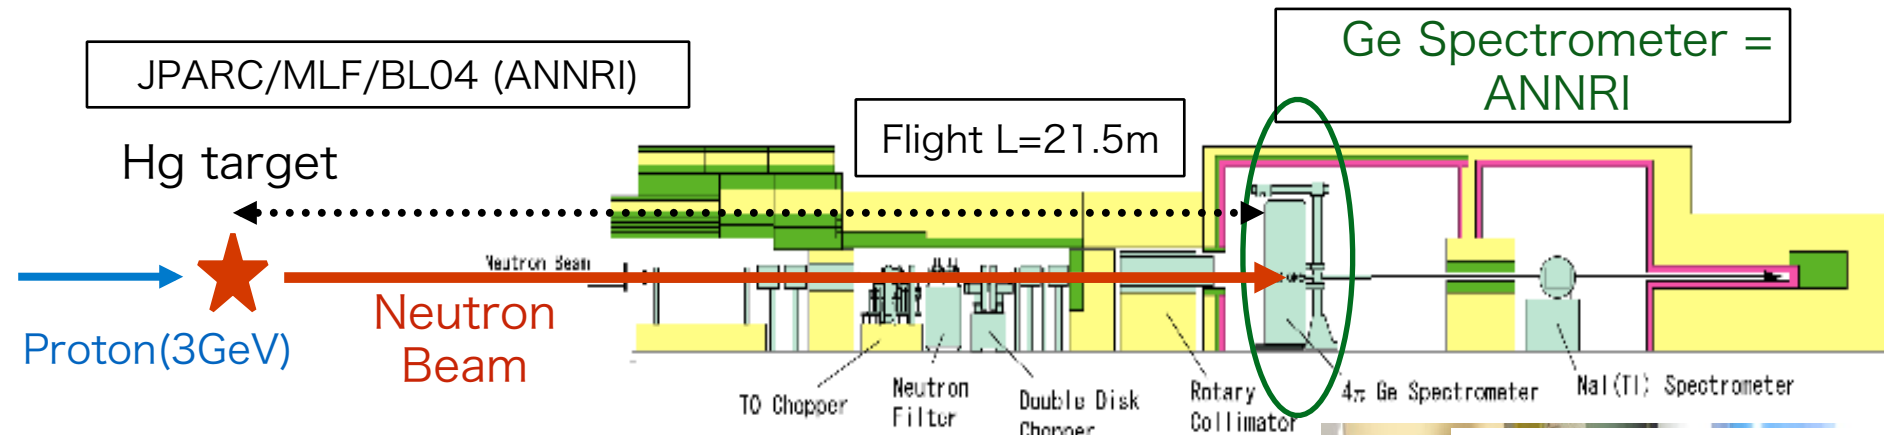 JPARC/MLF/BL04 (ANNRI)
Ge Spectrometer =
ANNRI
Flight L=21.5m
Hg target
Neutron Beam
Neutron
Beam
Proton(3GeV)
T0 Chopper
Neutron
Filter
Double Disk
Chopper
Rotary
Collimator
4π Ge Spectrometer
NaI(Tl) Spectrometer